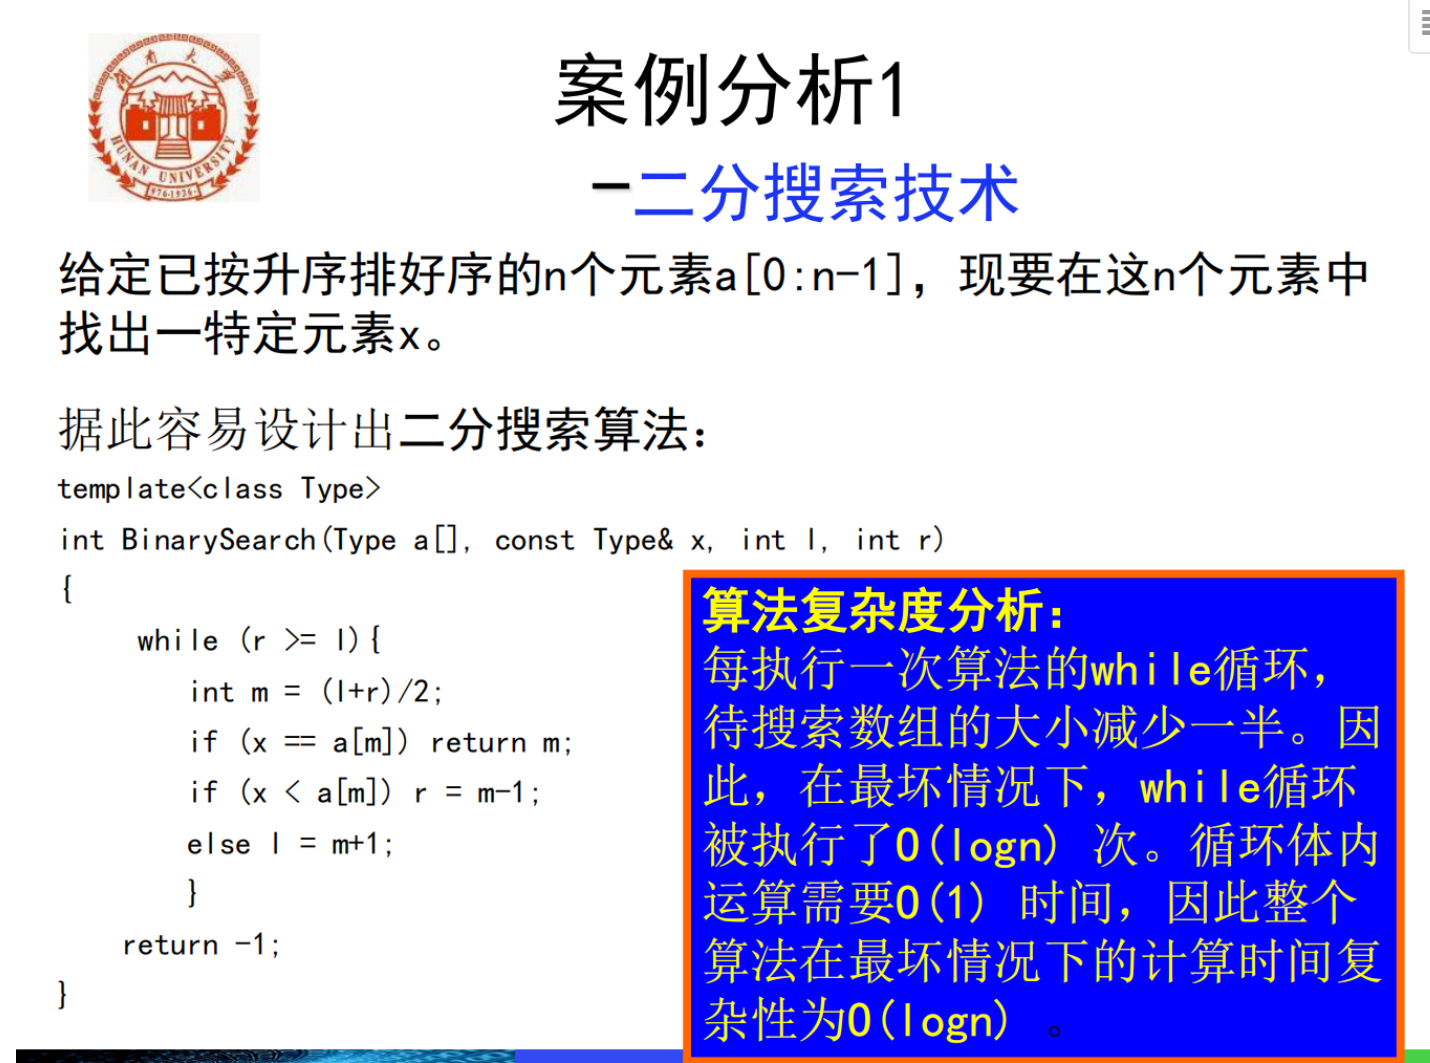 湖南大学
HUNAN UNIVERSITY
案例分析1
—二分搜索技术
给定已按升序排好序的n个元素a[0:n-1]，现要在这n个元素中
找出一特定元素x。
据此容易设计出二分搜索算法：
template<class Type>
int BinarySearch(Type a[], const Type& x, int l, int r)
{
while (r >= l){
int m = (l+r)/2;
if (x == a[m]) return m;
if (x < a[m]) r = m-1;
else l = m+1;
}
return -1;
}
算法复杂度分析：
每执行一次算法的while循环，
待搜索数组的大小减少一半。因
此，在最坏情况下，while循环
被执行了O(logn) 次。循环体内
运算需要O(1) 时间，因此整个
算法在最坏情况下的计算时间复
杂性为O(logn) 。